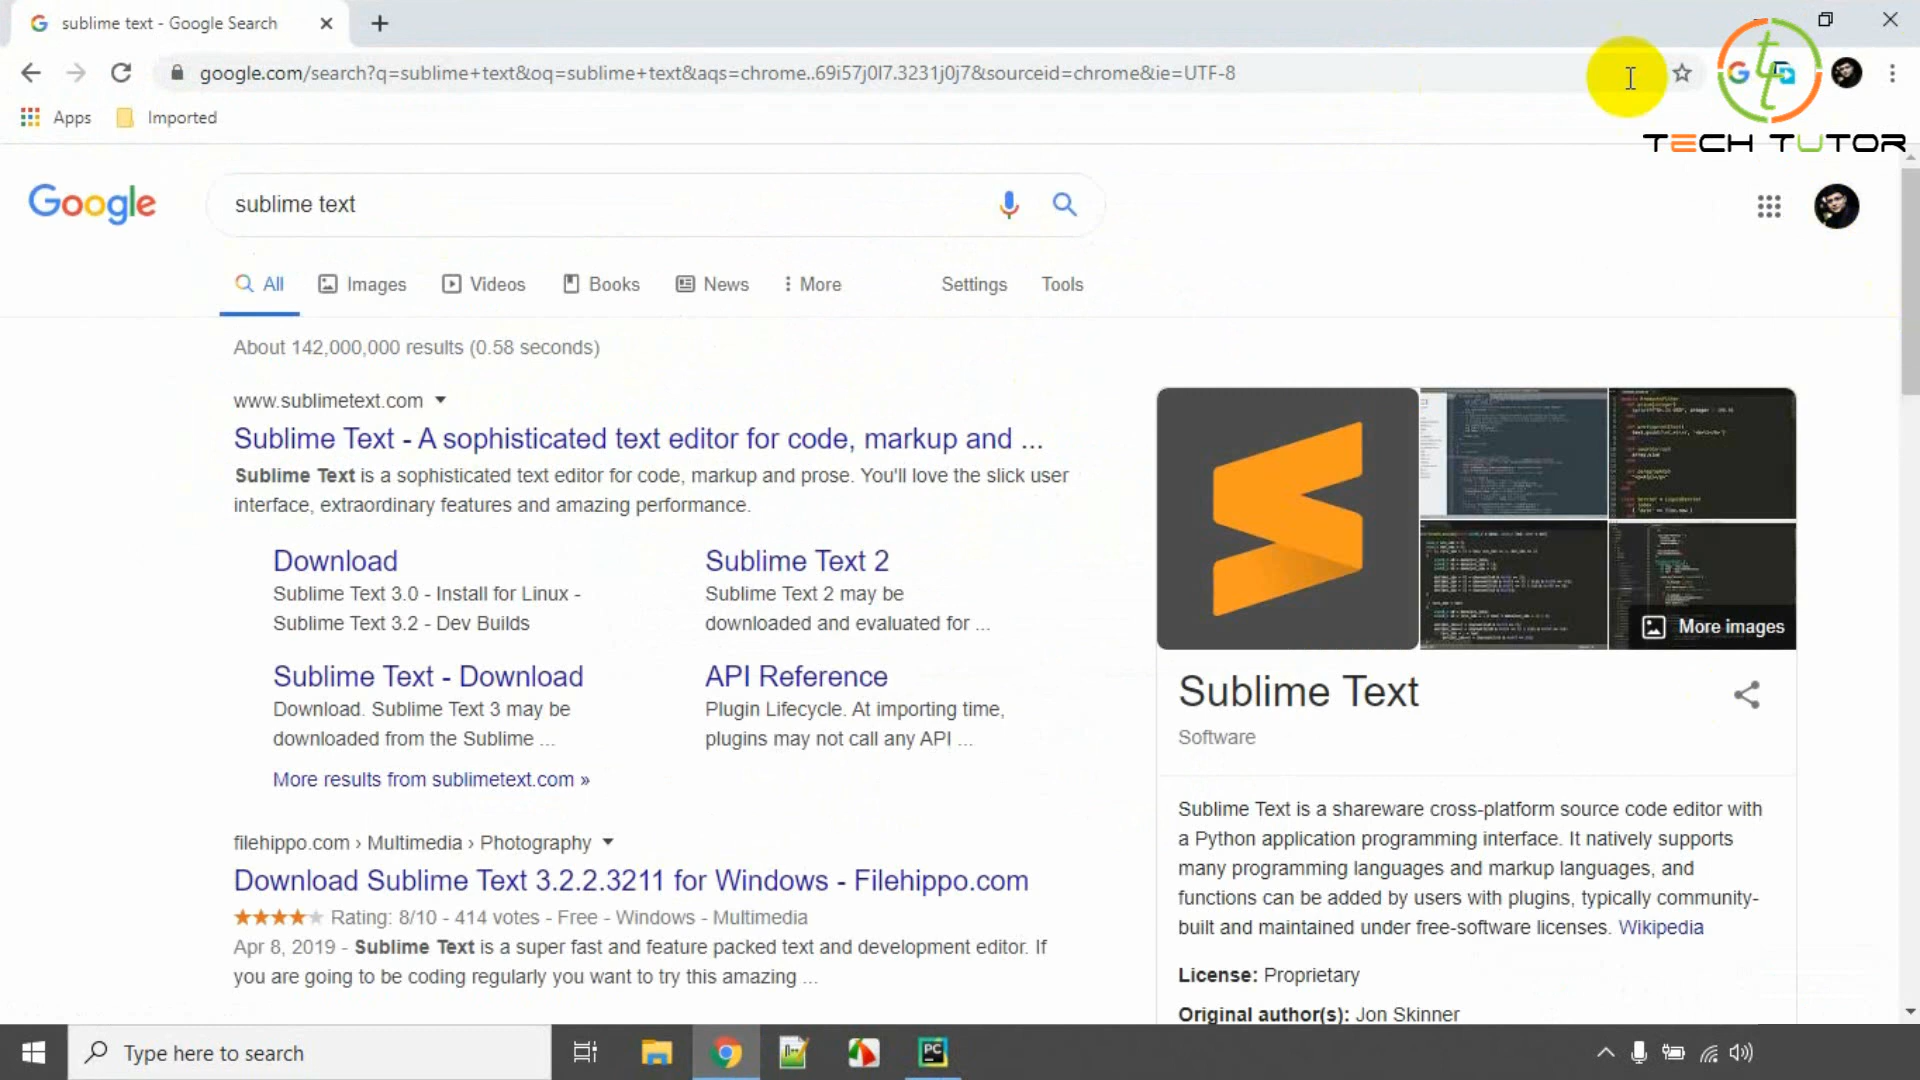 sublime text - Google Search
google.com/search?q=sublime+text&oq=sublime+text&aqs=chrome..69i57j0l7.3231j0j7&sourceid=chrome&ie=UTF-8
Apps
Imported
TECH TUTOR
Google
sublime text
All
Images
Videos
Books
News
More
Settings
Tools
About 142,000,000 results (0.58 seconds)
www.sublimetext.com
Sublime Text - A sophisticated text editor for code, markup and ...
Sublime Text is a sophisticated text editor for code, markup and prose. You'll love the slick user
interface, extraordinary features and amazing performance.
Download
Sublime Text 3.0 - Install for Linux -
Sublime Text 3.2 - Dev Builds
Sublime Text 2
Sublime Text 2 may be
downloaded and evaluated for ...
Sublime Text - Download
Download. Sublime Text 3 may be
downloaded from the Sublime ...
API Reference
Plugin Lifecycle. At importing time,
plugins may not call any API ...
More results from sublimetext.com »
filehippo.com › Multimedia › Photography
Download Sublime Text 3.2.2.3211 for Windows - Filehippo.com
Rating: 8/10 - 414 votes - Free - Windows - Multimedia
Apr 8, 2019 - Sublime Text is a super fast and feature packed text and development editor. If
you are going to be coding regularly you want to try this amazing ...
More images
Sublime Text
Software
Sublime Text is a shareware cross-platform source code editor with
a Python application programming interface. It natively supports
many programming languages and markup languages, and
functions can be added by users with plugins, typically community-
built and maintained under free-software licenses. Wikipedia
License: Proprietary
Original author(s): Jon Skinner
Type here to search
PC